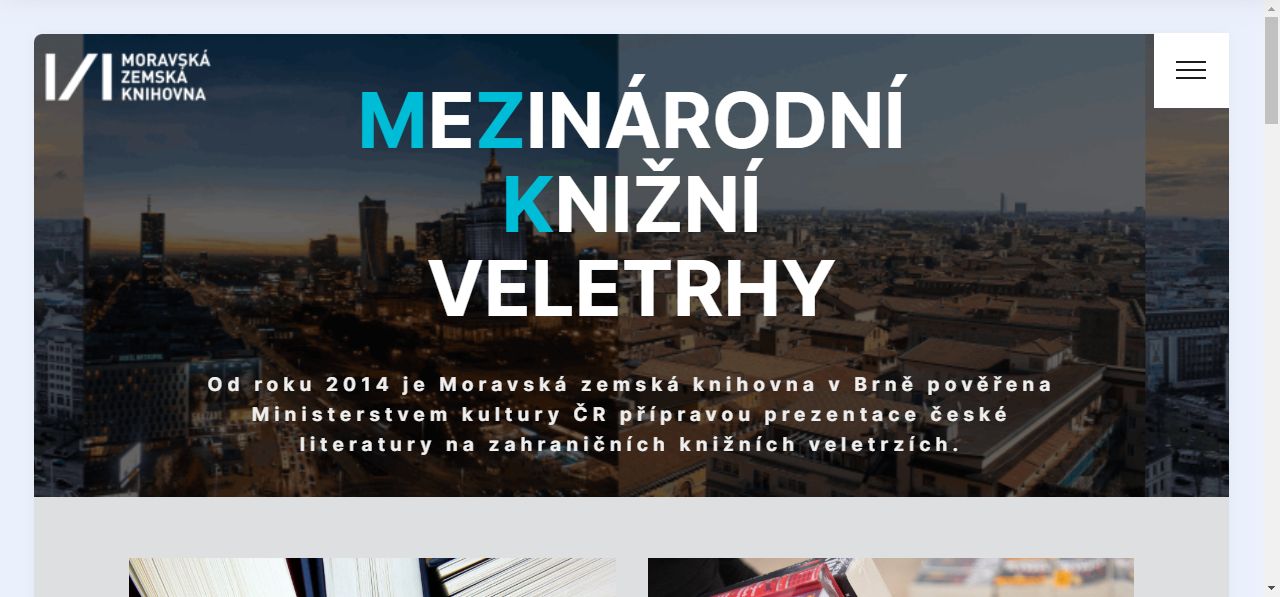 MORAVSKÁ
ZEMSKÁ
KNIHOVNA
MEZINÁRODNÍ
KNIŽNÍ
VELETRHY
Od roku 2014 je Moravská zemská knihovna v Brně pověřena
Ministerstvem kultury ČR přípravou prezentace české
literatury na zahraničních knižních veletrzích.